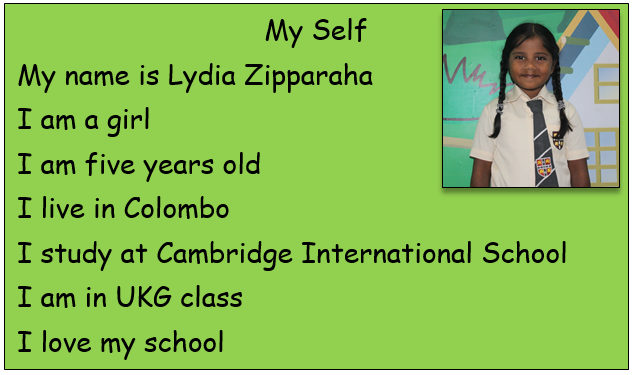 My Self
My name is Lydia Zipparaha
I am a girl
I am five years old
I live in Colombo
I study at Cambridge International School
I am in UKG class
I love my school